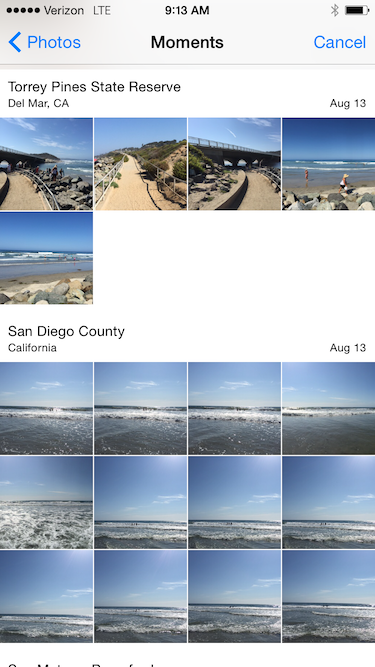 Verizon LTE 9:13 AM
Photos Moments Cancel
Torrey Pines State Reserve
Del Mar, CA Aug 13
San Diego County
California Aug 13